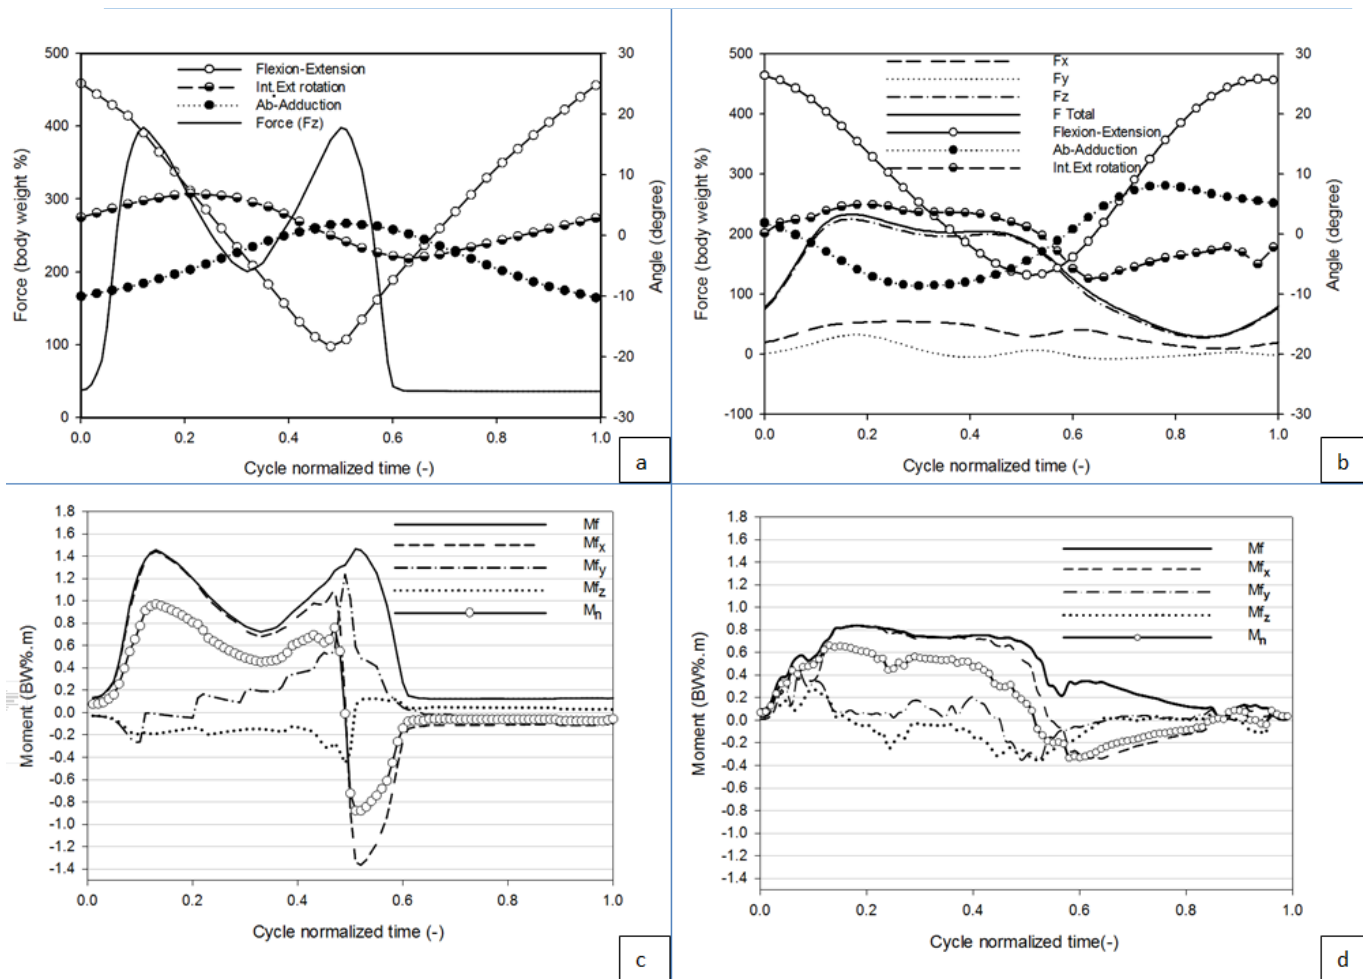 500
400
300
200
100
0
Force (body weight %)
30
20
10
0
-10
-20
-30
Angle (degree)
Flexion-Extension
Int.Ext rotation
Ab-Adduction
Force (Fz)
0.0 0.2 0.4 0.6 0.8 1.0
Cycle normalized time (-)
a
500
400
300
200
100
0
-100
Force (body weight %)
30
20
10
0
-10
-20
-30
Angle (degree)
Fx
Fy
Fz
F Total
Flexion-Extension
Ab-Adduction
Int.Ext rotation
0.0 0.2 0.4 0.6 0.8 1.0
Cycle normalized time (-)
b
1.8
1.6
1.4
1.2
1.0
0.8
0.6
0.4
0.2
0.0
-0.2
-0.4
-0.6
-0.8
-1.0
-1.2
-1.4
Moment (BW%.m)
Mf
Mfx
Mfy
Mfz
Mn
0.0 0.2 0.4 0.6 0.8 1.0
Cycle normalized time (-)
c
1.8
1.6
1.4
1.2
1.0
0.8
0.6
0.4
0.2
0.0
-0.2
-0.4
-0.6
-0.8
-1.0
-1.2
-1.4
Moment (BW%.m)
Mf
Mfx
Mfy
Mfz
Mn
0.0 0.2 0.4 0.6 0.8 1.0
Cycle normalized time(-)
d